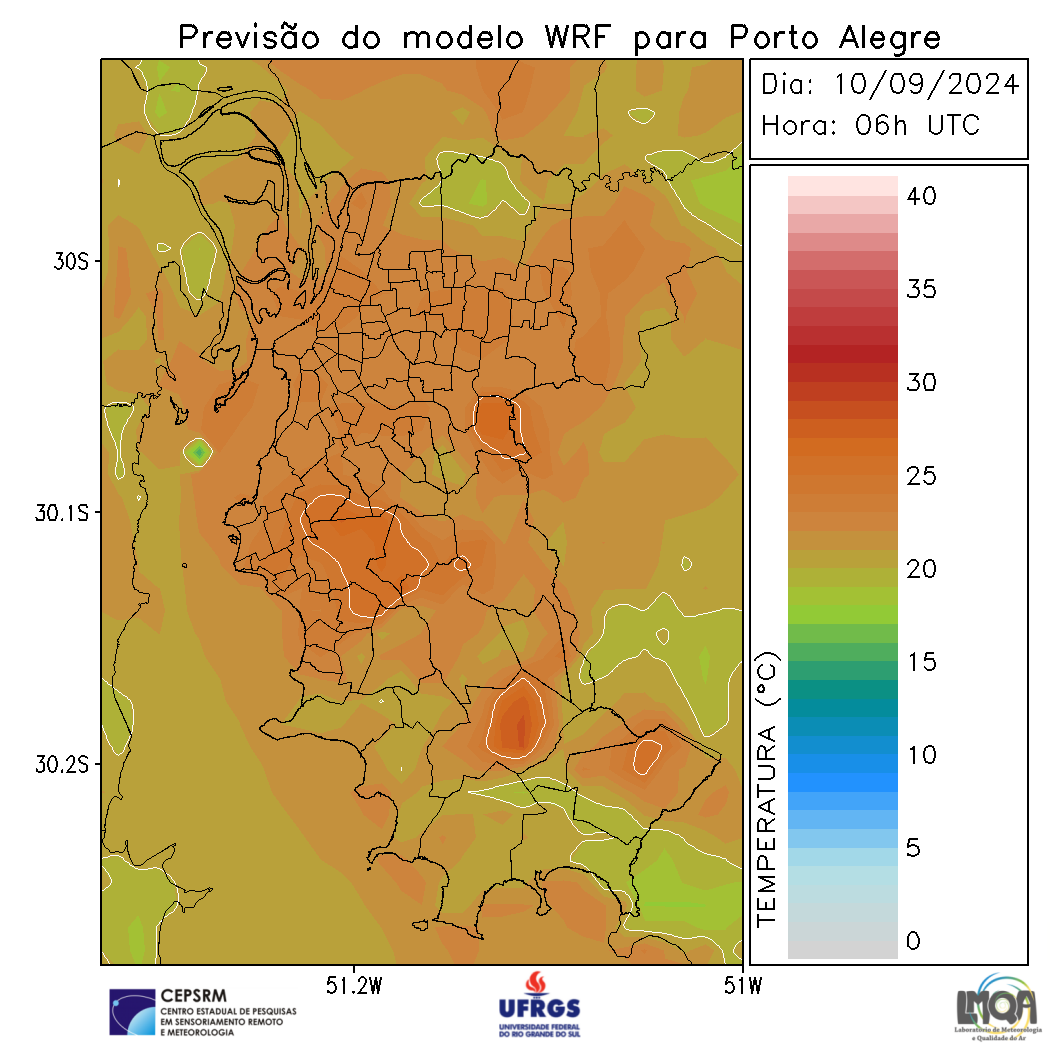 Previsão do modelo WRF para Porto Alegre
Dia: 10/09/2024
Hora: 06h UTC
40
35
30
25
20
15
10
5
0
TEMPERATURA (°C)
30S
30.1S
30.2S
51.2W
51W
CEPSRM
CENTRO ESTADUAL DE PESQUISAS
EM SENSORIAMENTO REMOTO
E METEOROLOGIA
UFRGS
UNIVERSIDADE FEDERAL
DO RIO GRANDE DO SUL
LMQA
Laboratório de Meteorologia
e Qualidade do Ar